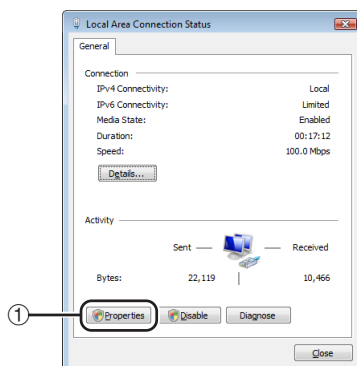 Local Area Connection Status
General
Connection
IPv4 Connectivity: Local
IPv6 Connectivity: Limited
Media State: Enabled
Duration: 00:17:12
Speed: 100.0 Mbps
Details...
Activity
Sent Received
Bytes: 22,119 10,466
1 Properties Disable Diagnose
Close